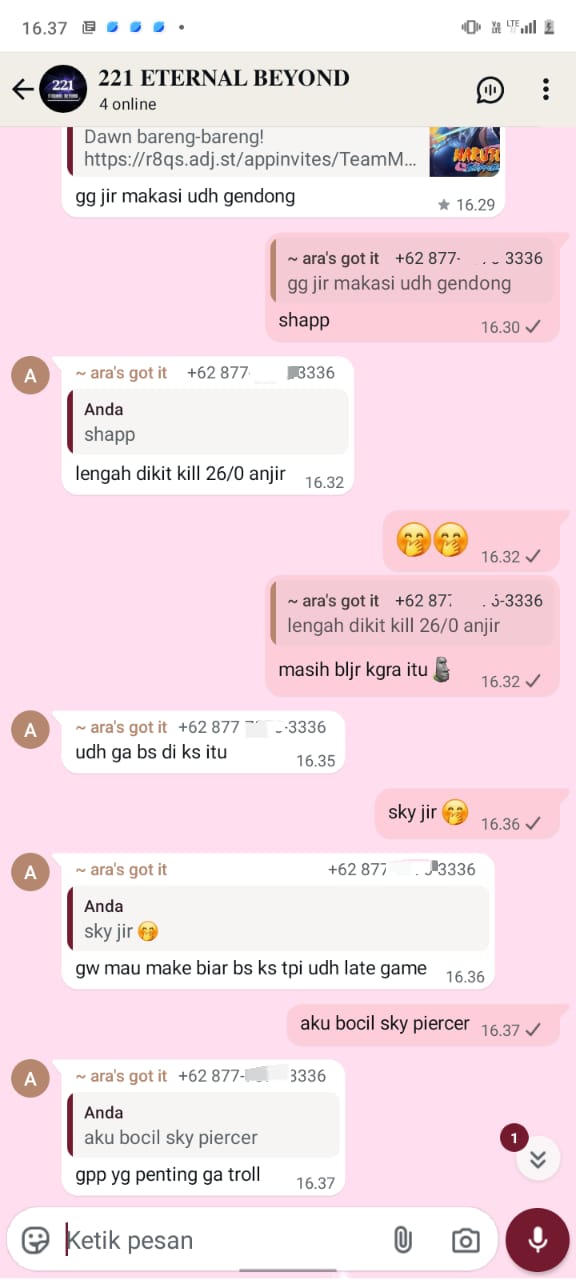 16.37
LTE
221 ETERNAL BEYOND
4 online
221
Dawn bareng-bareng!
https://r8qs.adj.st/appinvites/TeamM...
NARUTO
gg jir makasi udh gendong
16.29
~ ara's got it +62 877- 3336
gg jir makasi udh gendong
shapp
16.30
A
~ ara's got it +62 877 3336
Anda
shapp
lengah dikit kill 26/0 anjir
16.32
🤭🤭
16.32
~ ara's got it +62 877 -3336
lengah dikit kill 26/0 anjir
masih bljr kgra itu🗿
16.32
A
~ ara's got it +62 877 -3336
udh ga bs di ks itu
16.35
sky jir 🤭
16.36
A
~ ara's got it +62 877 3336
Anda
sky jir 🤭
gw mau make biar bs ks tpi udh late game
16.36
aku bocil sky piercer
16.37
A
~ ara's got it +62 877- 3336
Anda
aku bocil sky piercer
gpp yg penting ga troll
16.37
1
Ketik pesan